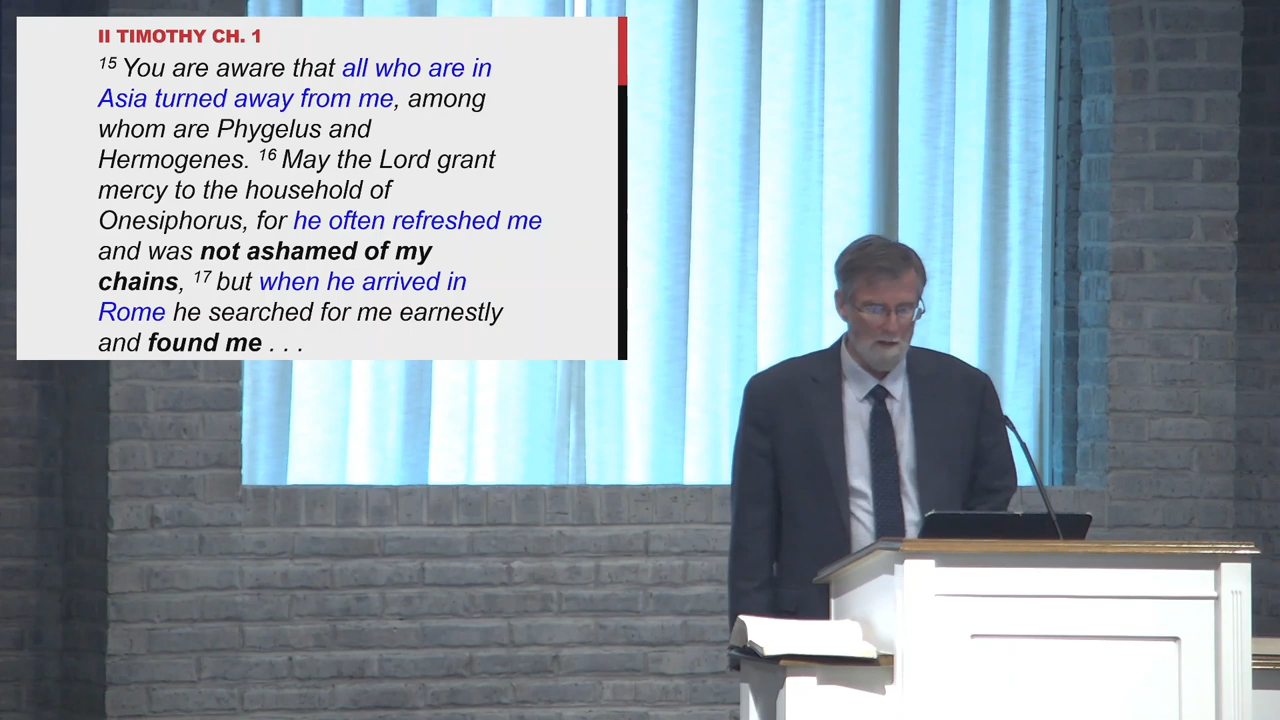 II TIMOTHY CH. 1
15 You are aware that all who are in
Asia turned away from me, among
whom are Phygelus and
Hermogenes. 16 May the Lord grant
mercy to the household of
Onesiphorus, for he often refreshed me
and was not ashamed of my
chains, 17 but when he arrived in
Rome he searched for me earnestly
and found me . . .